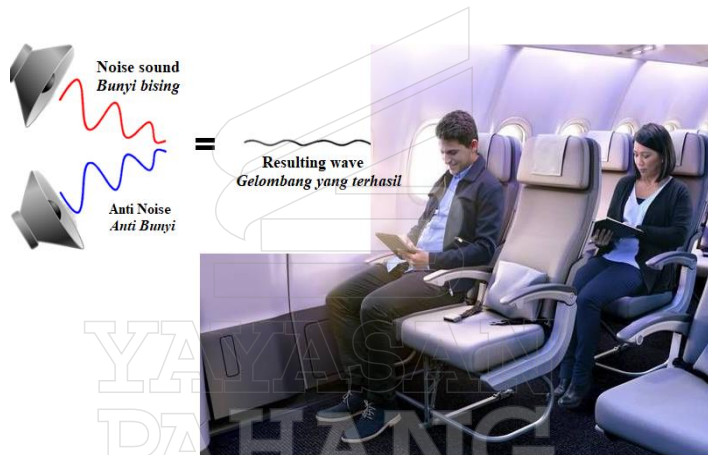 Noise sound
Bunyi bising
=
Resulting wave
Gelombang yang terhasil
Anti Noise
Anti Bunyi
YAYASAN
PAHANG